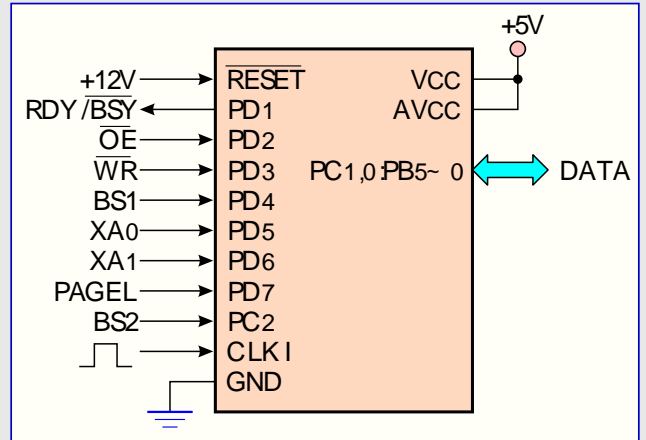 +5V
+12V RESET VCC
RDY/BSY PD1 AVCC
OE PD2
WR PD3 PC1,0:PB5~ 0 DATA
BS1 PD4
XA0 PD5
XA1 PD6
PAGEL PD7
BS2 PC2
CLKI
GND